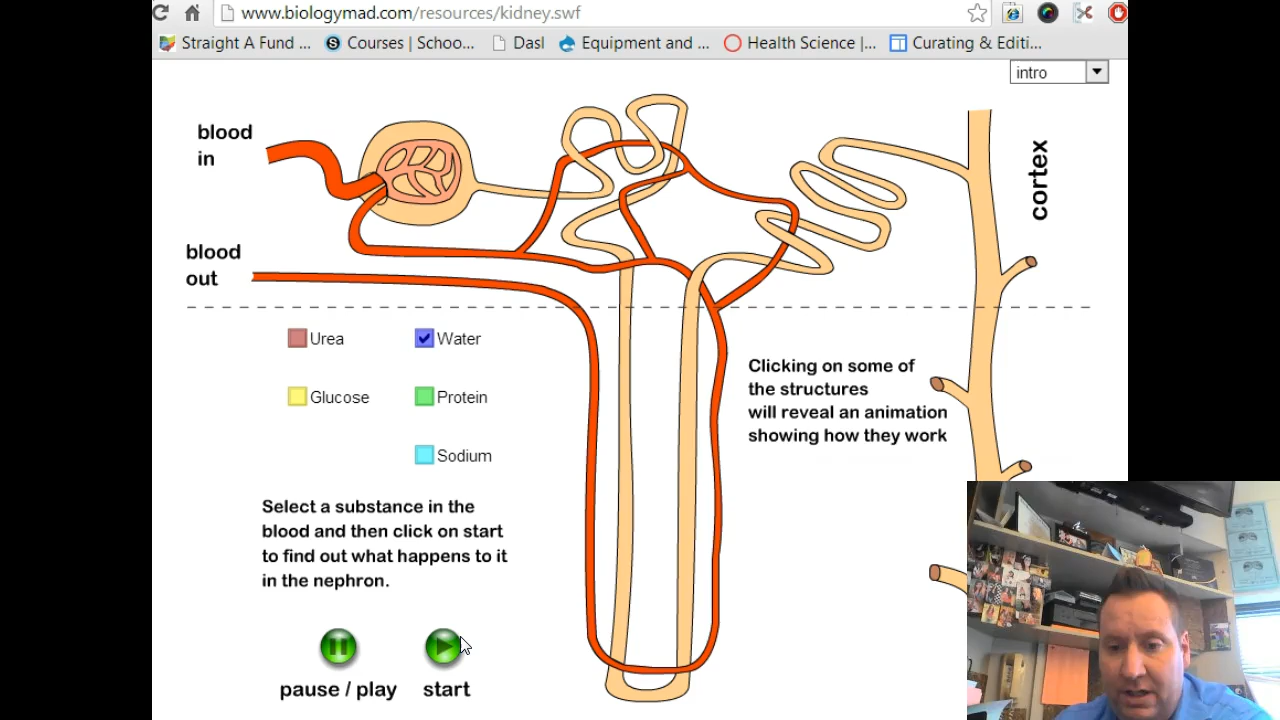 www.biologymad.com/resources/kidney.swf
Straight A Fund ...
Courses | Schoo...
Dasl
Equipment and ...
Health Science |...
Curating & Editi...
intro
blood
in
cortex
blood
out
Urea
Water
Glucose
Protein
Sodium
Clicking on some of
the structures
will reveal an animation
showing how they work
Select a substance in the
blood and then click on start
to find out what happens to it
in the nephron.
pause / play
start